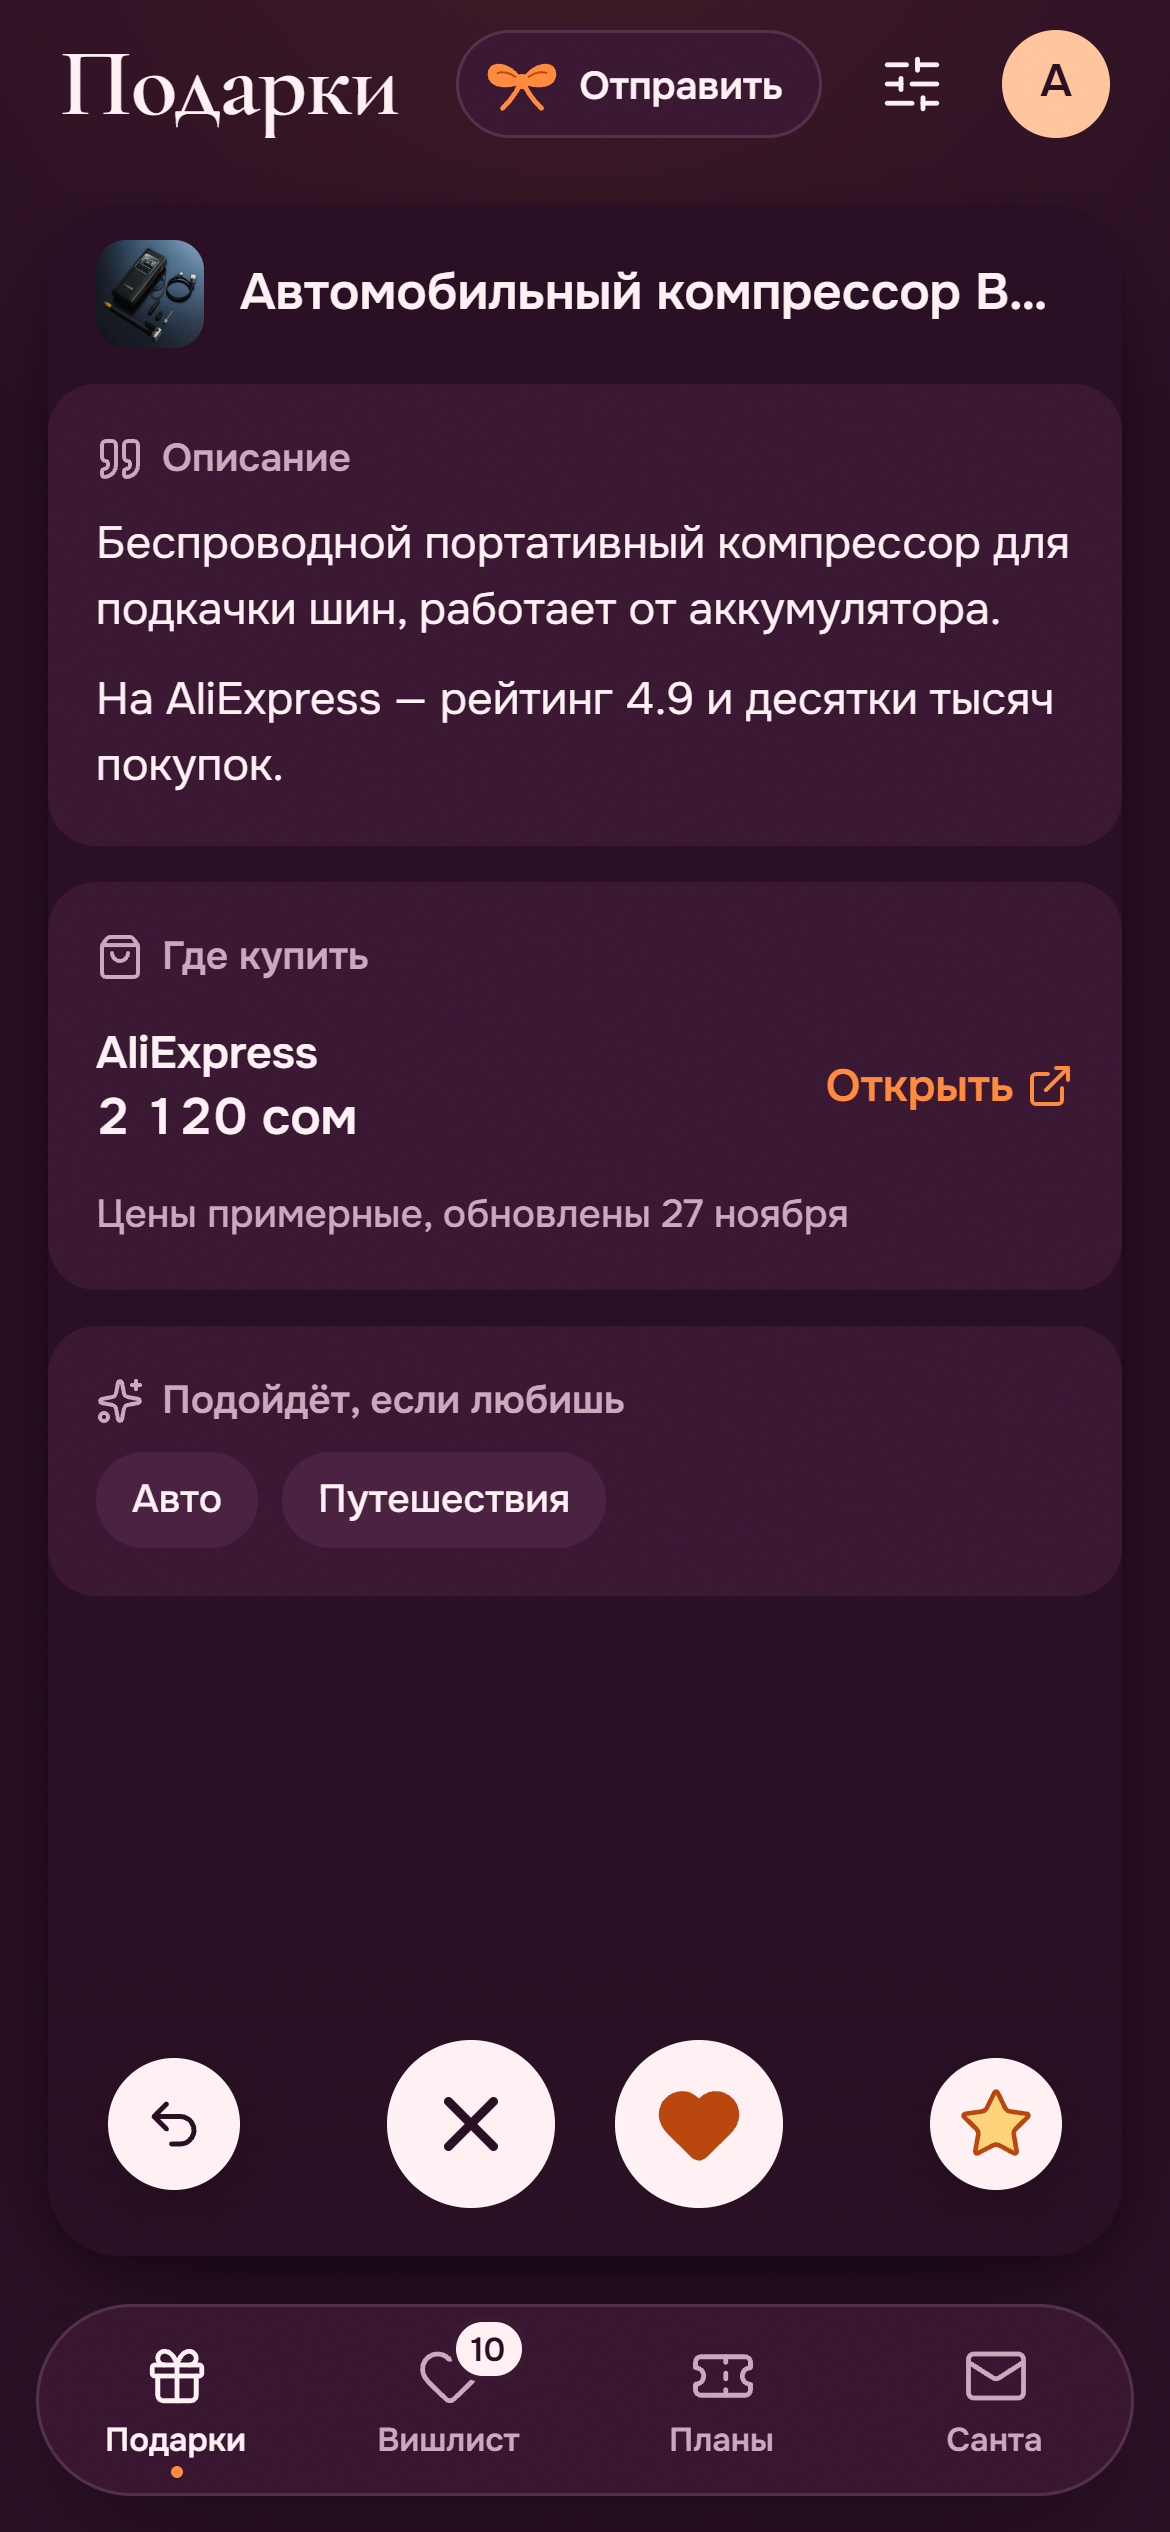 Подарки
Отправить
А
Автомобильный компрессор B...
Описание
Беспроводной портативный компрессор для
подкачки шин, работает от аккумулятора.
На AliExpress — рейтинг 4.9 и десятки тысяч
покупок.
Где купить
AliExpress
2 120 сом
Открыть
Цены примерные, обновлены 27 ноября
Подойдёт, если любишь
Авто
Путешествия
10
Подарки
Вишлист
Планы
Санта